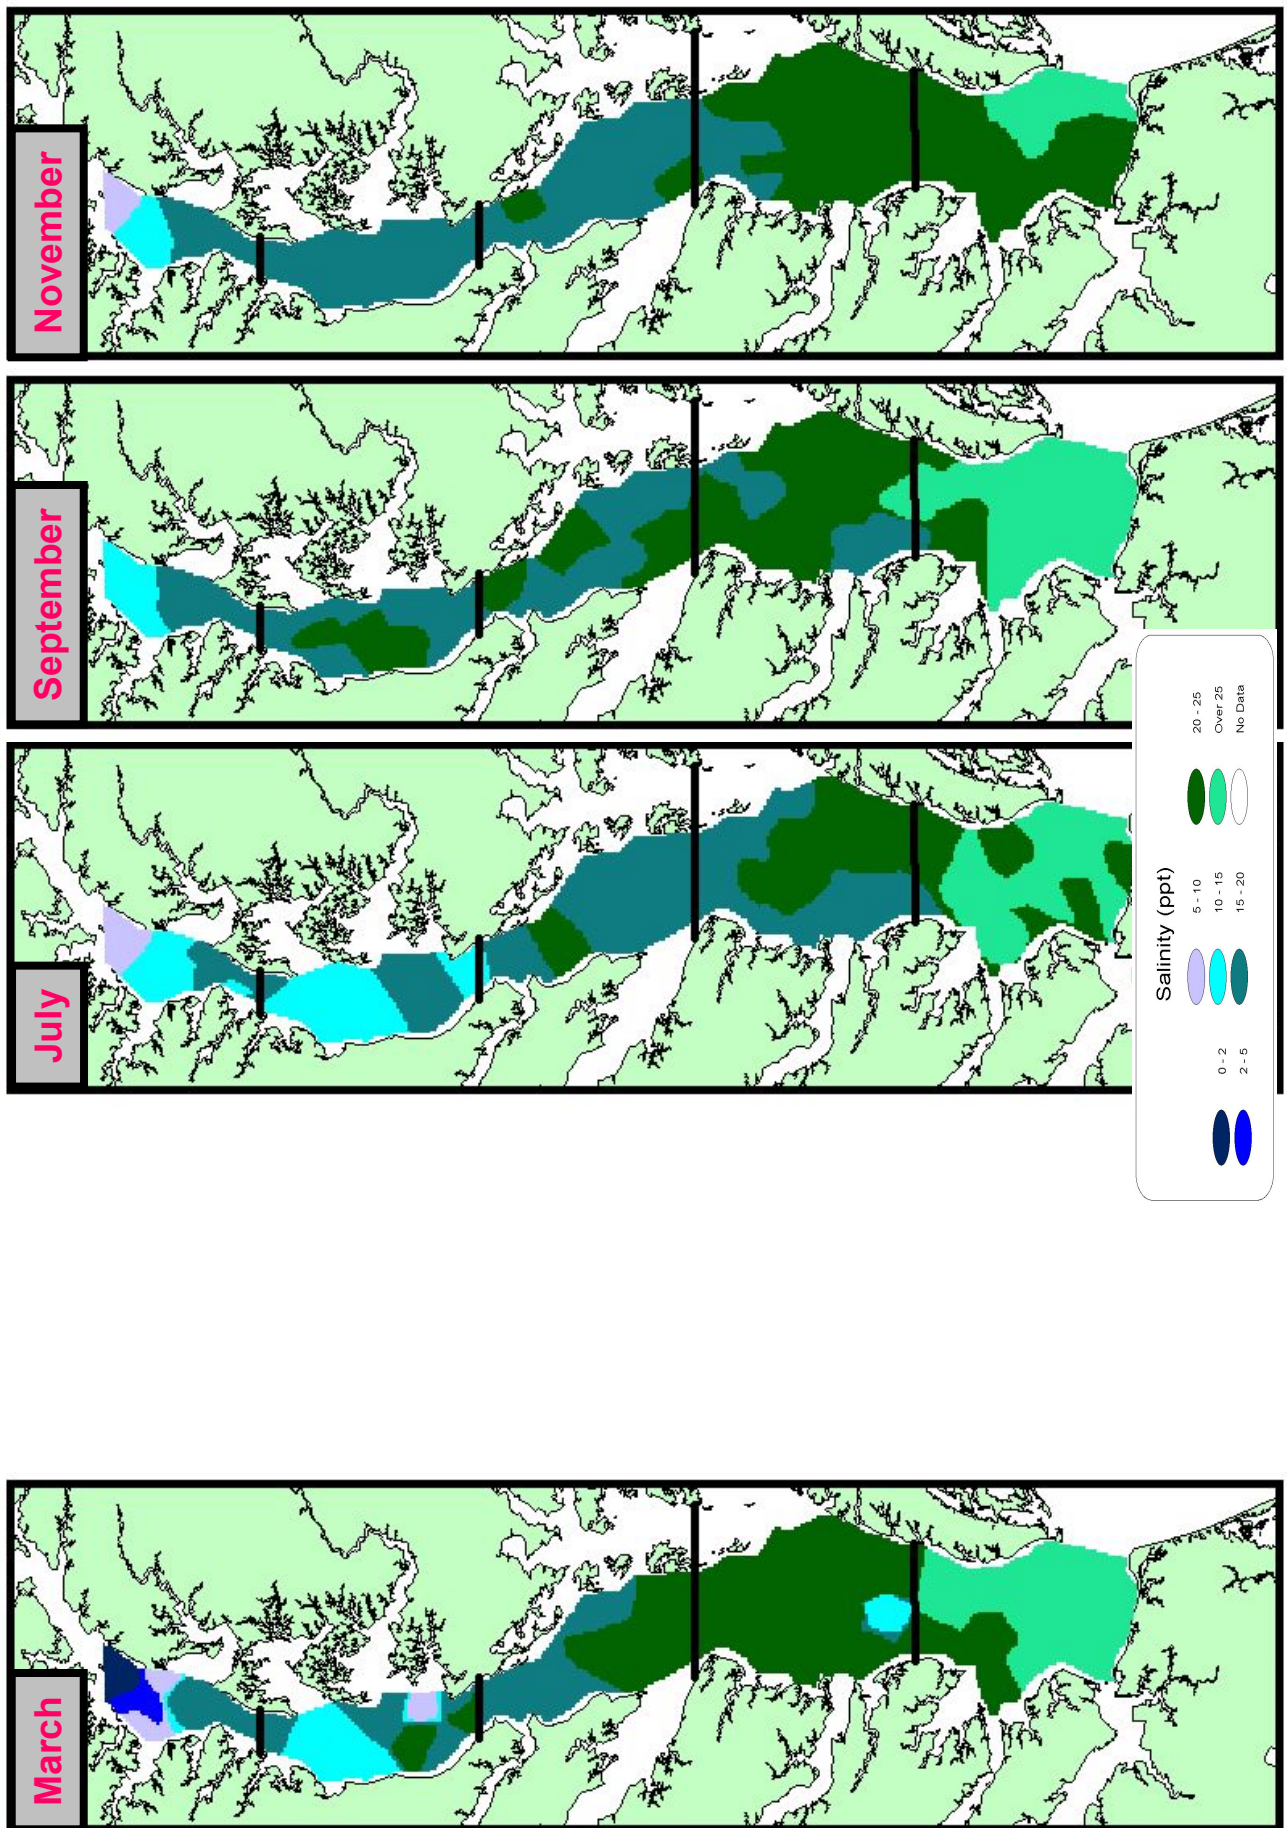 March
July
September
November
Salinity (ppt)
0 - 2
2 - 5
5 - 10
10 - 15
15 - 20
20 - 25
Over 25
No Data